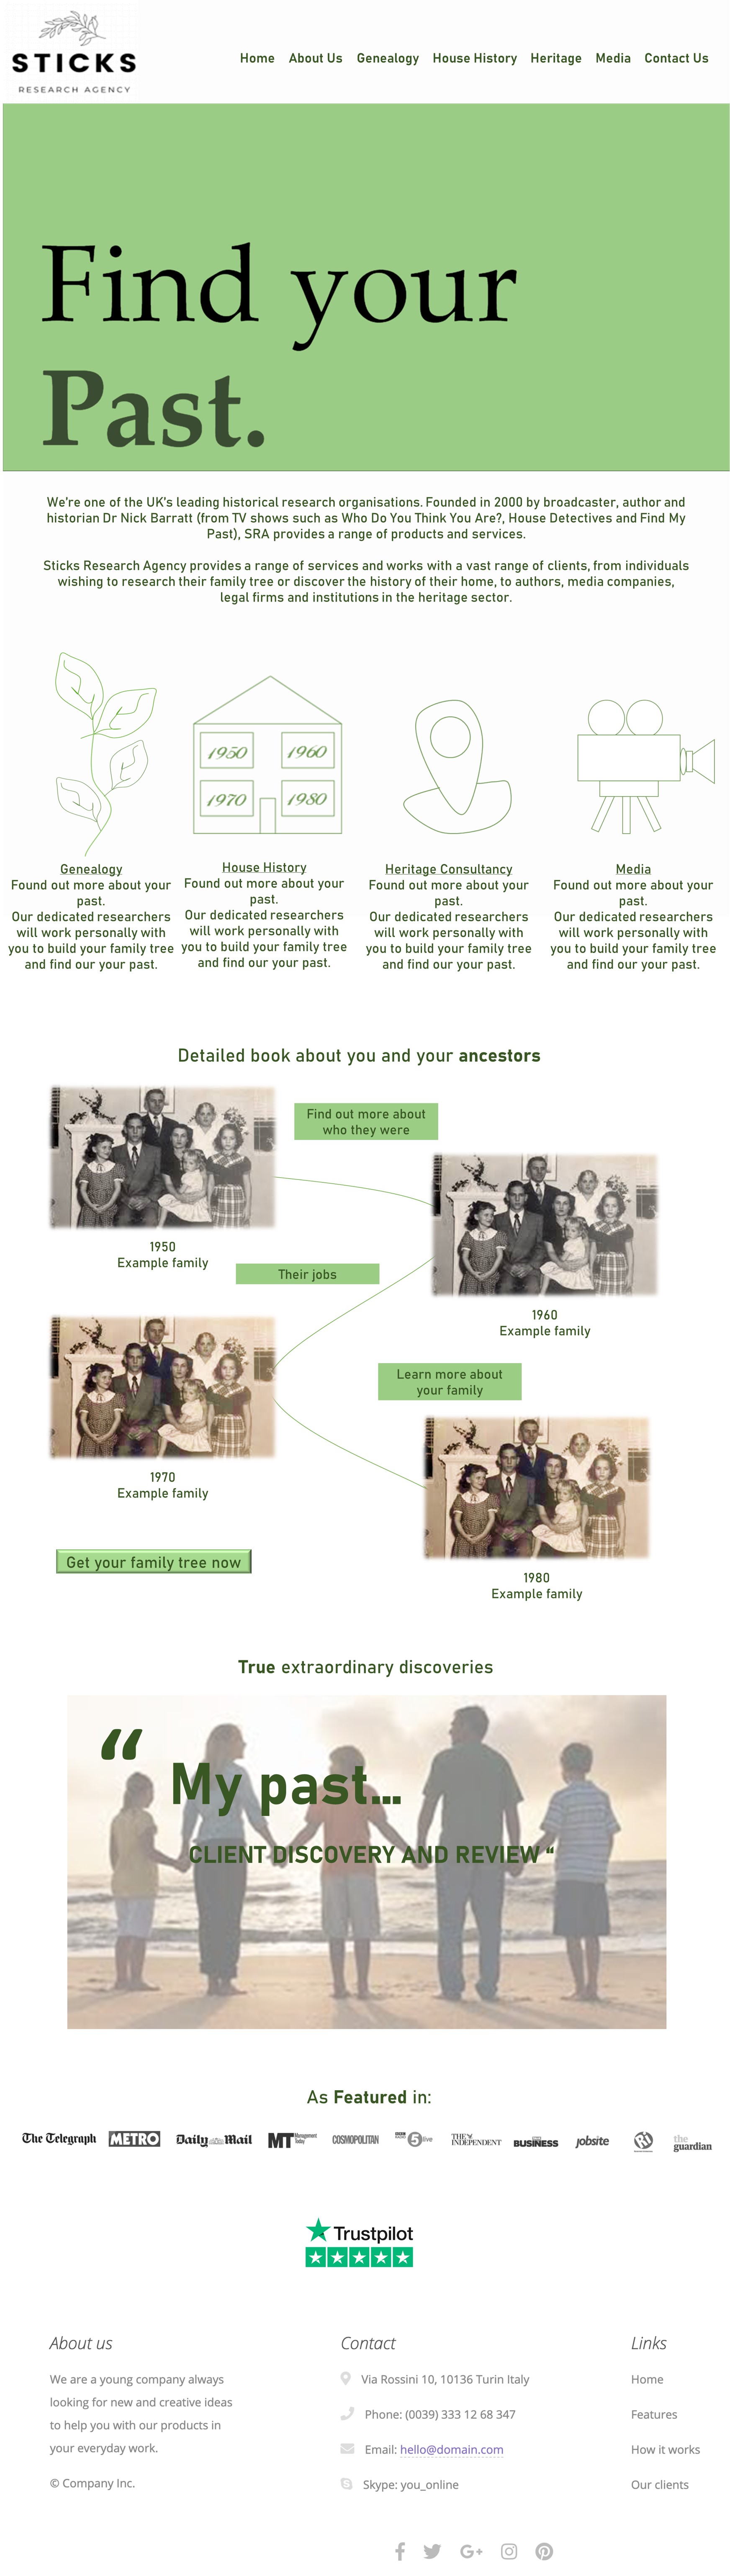 STICKS
RESEARCH AGENCY
Home About Us Genealogy House History Heritage Media Contact Us
Find your
Past.
We're one of the UK's leading historical research organisations. Founded in 2000 by broadcaster, author and
historian Dr Nick Barratt (from TV shows such as Who Do You Think You Are?, House Detectives and Find My
Past), SRA provides a range of products and services.
Sticks Research Agency provides a range of services and works with a vast range of clients, from individuals
wishing to research their family tree or discover the history of their home, to authors, media companies,
legal firms and institutions in the heritage sector.
1950 1960
1970 1980
Genealogy
Found out more about your
past.
Our dedicated researchers
will work personally with
you to build your family tree
and find our your past.
House History
Found out more about your
past.
Our dedicated researchers
will work personally with
you to build your family tree
and find our your past.
Heritage Consultancy
Found out more about your
past.
Our dedicated researchers
will work personally with
you to build your family tree
and find our your past.
Media
Found out more about your
past.
Our dedicated researchers
will work personally with
you to build your family tree
and find our your past.
Detailed book about you and your ancestors
Find out more about
who they were
1950
Example family
Their jobs
1960
Example family
Learn more about
your family
1970
Example family
Get your family tree now
1980
Example family
True extraordinary discoveries
“ My past...
CLIENT DISCOVERY AND REVIEW “
As Featured in:
The Telegraph METRO Daily Mail MT Management Today COSMOPOLITAN BBC RADIO 5 live THE INDEPENDENT BUSINESS jobsite the guardian
Trustpilot
About us
We are a young company always
looking for new and creative ideas
to help you with our products in
your everyday work.
© Company Inc.
Contact
Via Rossini 10, 10136 Turin Italy
Phone: (0039) 333 12 68 347
Email: hello@domain.com
Skype: you_online
Links
Home
Features
How it works
Our clients